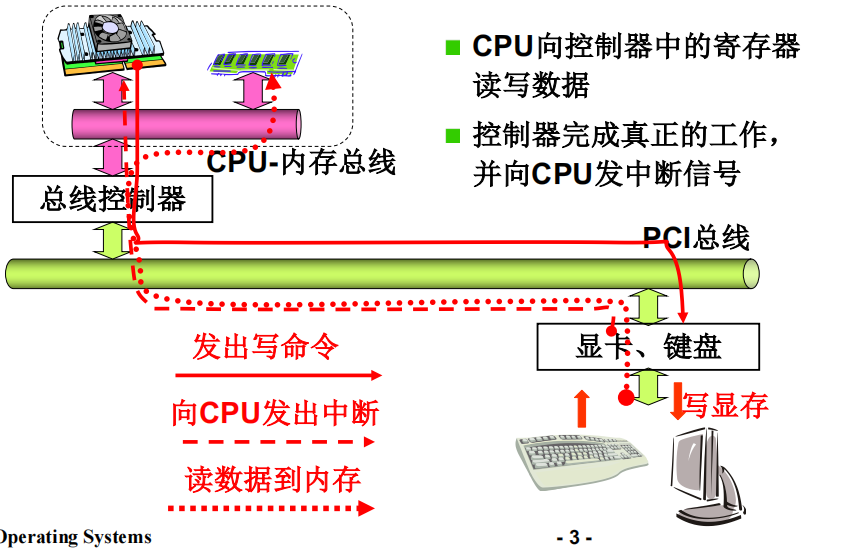 CPU向控制器中的寄存器
读写数据
控制器完成真正的工作，
并向CPU发中断信号
CPU-内存总线
总线控制器
PCI总线
显卡、键盘
发出写命令
向CPU发出中断
写显存
读数据到内存
Operating Systems
- 3 -